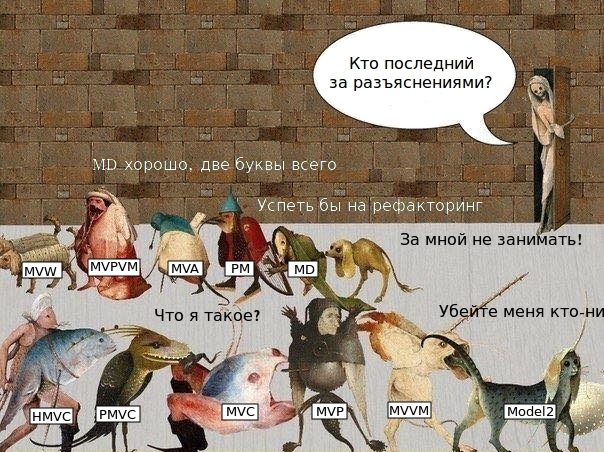 Кто последний
за разъяснениями?
MD хорошо, две буквы всего
Успеть бы на рефакторинг
За мной не занимать!
MVW
MVPVM
MVA
PM
MD
Что я такое?
Убейте меня кто-ни
HMVC
PMVC
MVC
MVP
MVVM
Model2